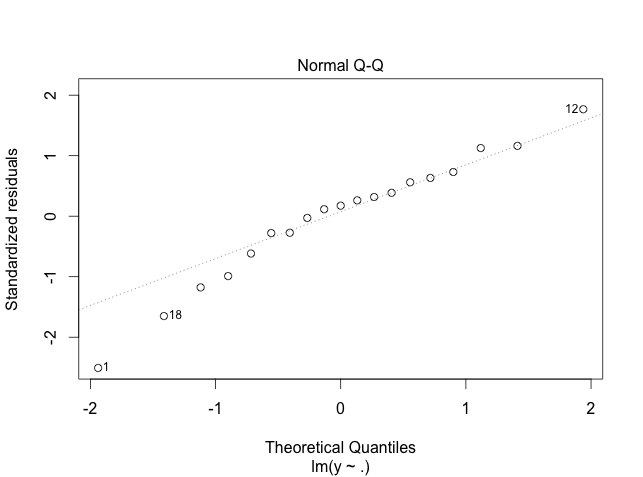 Normal Q-Q
Standardized residuals
2
1
0
-1
-2
12
18
1
-2 -1 0 1 2
Theoretical Quantiles
lm(y ~ .)